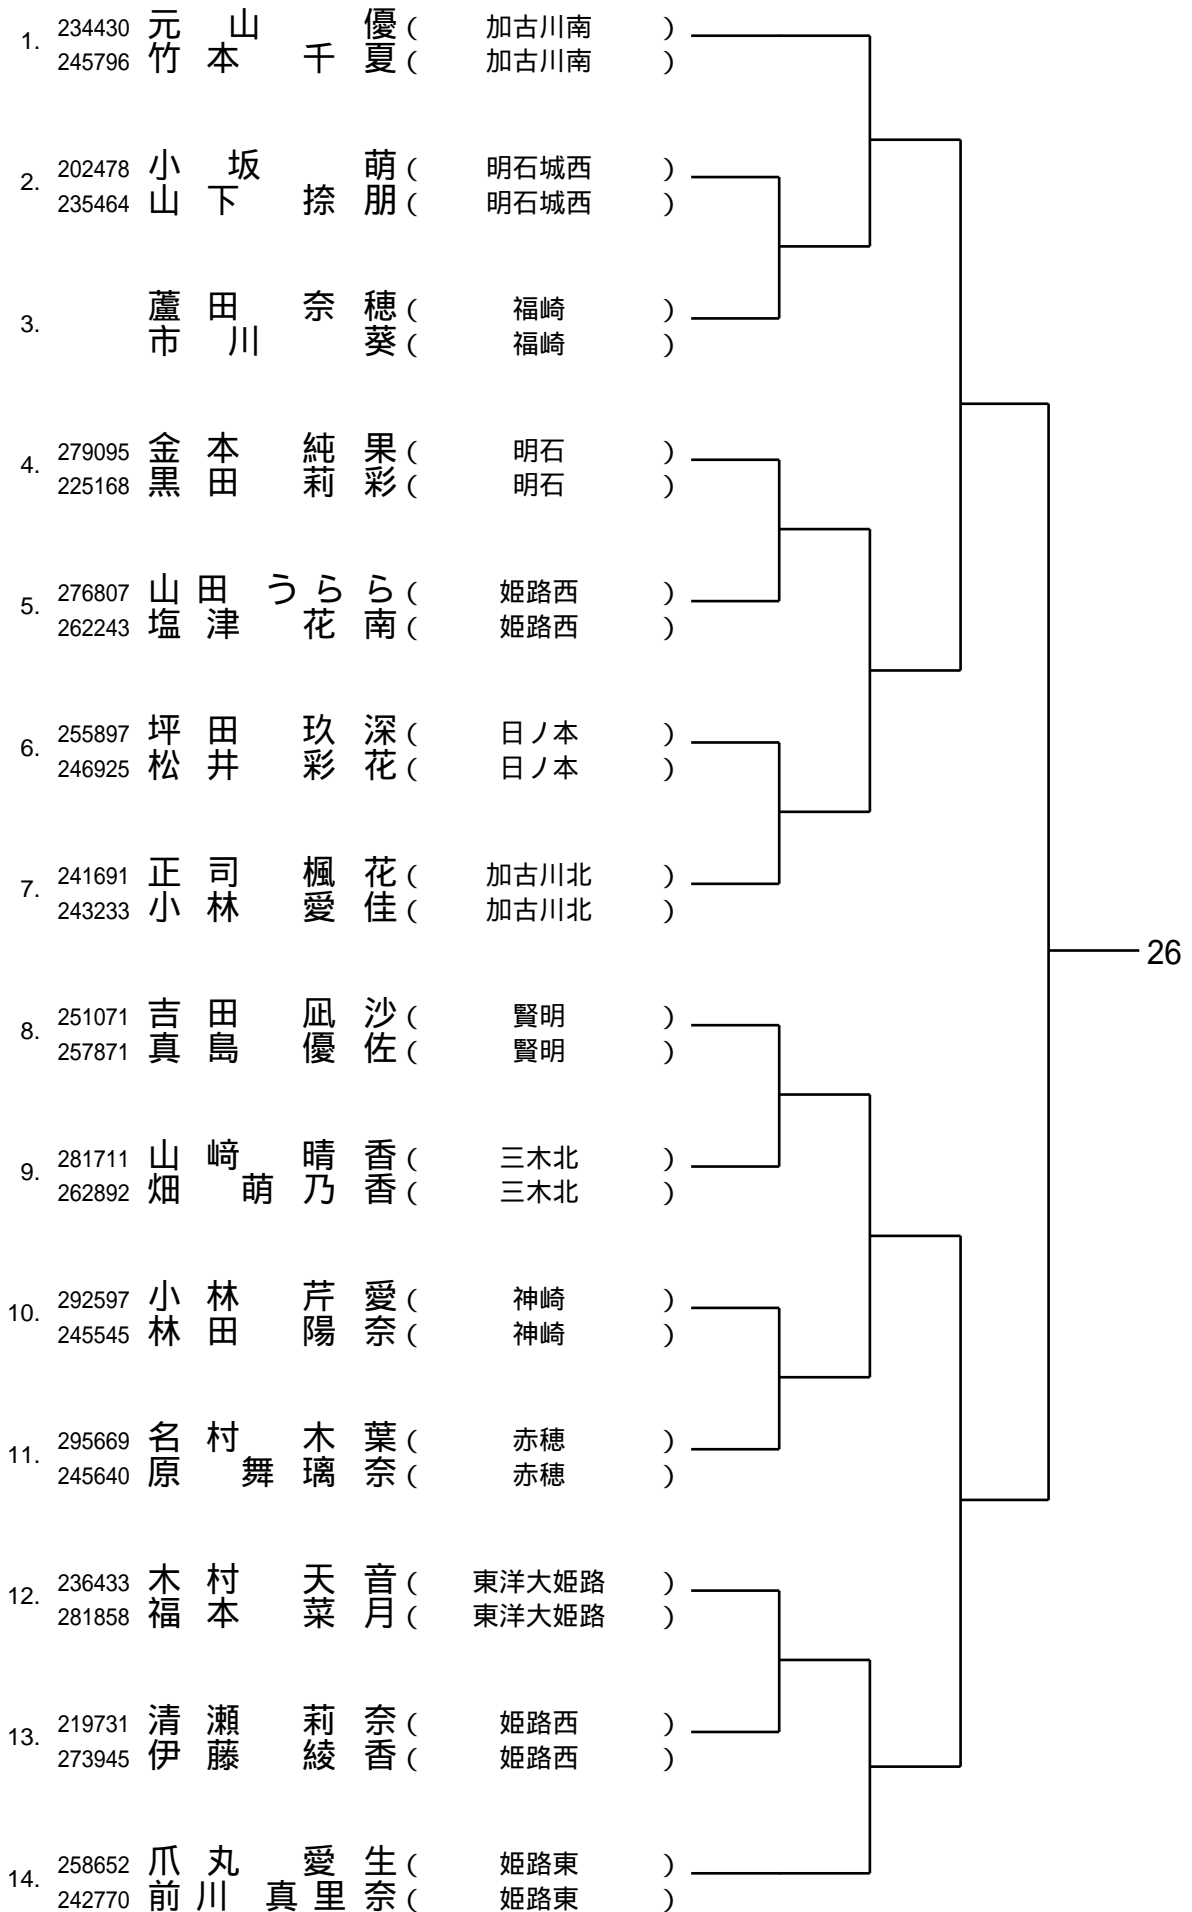 1. 234430 元山 優 ( 加古川南 )
245796 竹本 千夏 ( 加古川南 )
2. 202478 小坂 萌 ( 明石城西 )
235464 山下 捺朋 ( 明石城西 )
3. 蘆田 奈穂 ( 福崎 )
市川 葵 ( 福崎 )
4. 279095 金本 純果 ( 明石 )
225168 黒田 莉彩 ( 明石 )
5. 276807 山田 うらら ( 姫路西 )
262243 塩津 花南 ( 姫路西 )
6. 255897 坪田 玖深 ( 日ノ本 )
246925 松井 彩花 ( 日ノ本 )
7. 241691 正司 楓花 ( 加古川北 )
243233 小林 愛佳 ( 加古川北 )
26
8. 251071 吉田 凪沙 ( 賢明 )
257871 真島 優佐 ( 賢明 )
9. 281711 山﨑 晴香 ( 三木北 )
262892 畑 萌乃香 ( 三木北 )
10. 292597 小林 芹愛 ( 神崎 )
245545 林田 陽奈 ( 神崎 )
11. 295669 名村 木葉 ( 赤穂 )
245640 原 舞璃奈 ( 赤穂 )
12. 236433 木村 天音 ( 東洋大姫路 )
281858 福本 菜月 ( 東洋大姫路 )
13. 219731 清瀬 莉奈 ( 姫路西 )
273945 伊藤 綾香 ( 姫路西 )
14. 258652 爪丸 愛生 ( 姫路東 )
242770 前川 真里奈 ( 姫路東 )